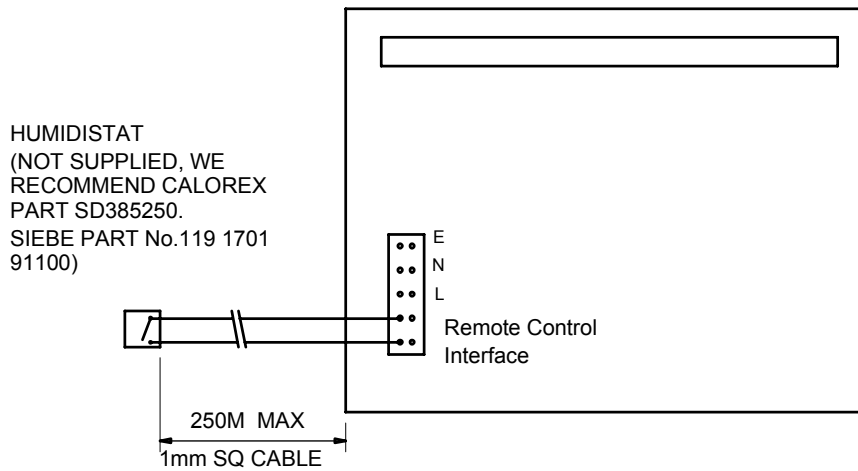 HUMIDISTAT
(NOT SUPPLIED, WE
RECOMMEND CALOREX
PART SD385250.
SIEBE PART No.119 1701
91100)
E
N
L
Remote Control
Interface
250M MAX
1mm SQ CABLE